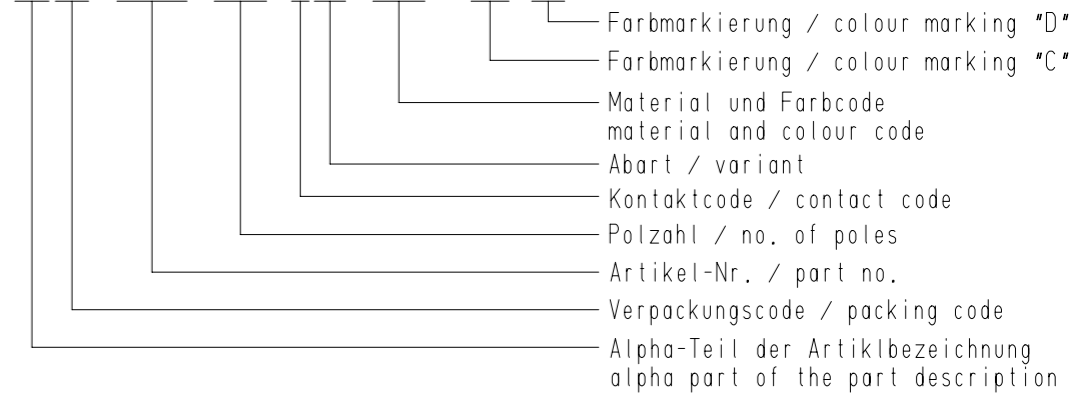 Farbmarkierung / colour marking "D"
Farbmarkierung / colour marking "C"
Material und Farbcode
material and colour code
Abart / variant
Kontaktcode / contact code
Polzahl / no. of poles
Artikel-Nr. / part no.
Verpackungscode / packing code
Alpha-Teil der Artiklbezeichnung
alpha part of the part description